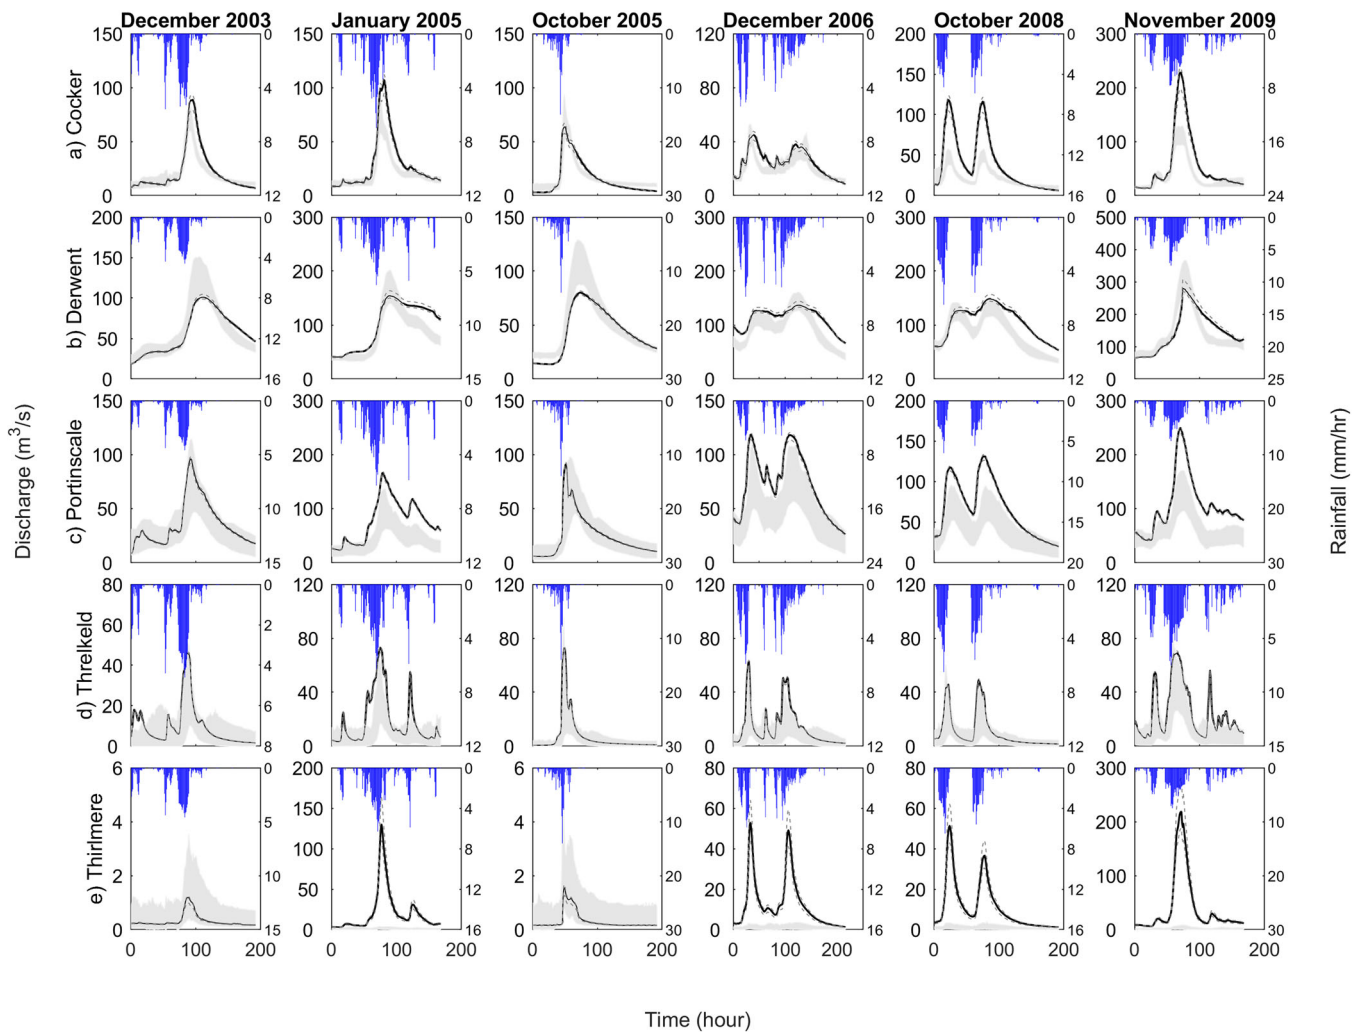 December 2003
January 2005
October 2005
December 2006
October 2008
November 2009
Discharge (m3/s)
Rainfall (mm/hr)
a) Cocker
150 100 50 0
0 4 8 12
150 100 50 0
0 4 8 12
150 100 50 0
0 10 20 30
120 80 40 0
0 4 8 12 16
200 150 100 50 0
0 4 8 12 16
300 200 100 0
0 8 16 24
b) Derwent
200 150 100 50 0
0 4 8 12 16
300 200 100 0
0 5 10 15
150 100 50 0
0 10 20 30
300 200 100 0
0 4 8 12
300 200 100 0
0 4 8 12
500 400 300 200 100 0
0 5 10 15 20 25
c) Portinscale
150 100 50 0
0 5 10 15
300 200 100 0
0 4 8 12
150 100 50 0
0 10 20 30
150 100 50 0
0 8 16 24
200 150 100 50 0
0 5 10 15 20
300 200 100 0
0 10 20 30
d) Threlkeld
80 60 40 20 0
0 2 4 6 8
120 80 40 0
0 4 8 12
120 80 40 0
0 10 20 30
120 80 40 0
0 4 8 12
120 80 40 0
0 4 8 12
120 80 40 0
0 5 10 15
e) Thirlmere
6 4 2 0
0 5 10 15
200 150 100 50 0
0 4 8 12 16
6 4 2 0
0 10 20 30
80 60 40 20 0
0 4 8 12 16
80 60 40 20 0
0 4 8 12 16
300 200 100 0
0 10 20 30
0 100 200
0 100 200
0 100 200
0 100 200
0 100 200
0 100 200
Time (hour)